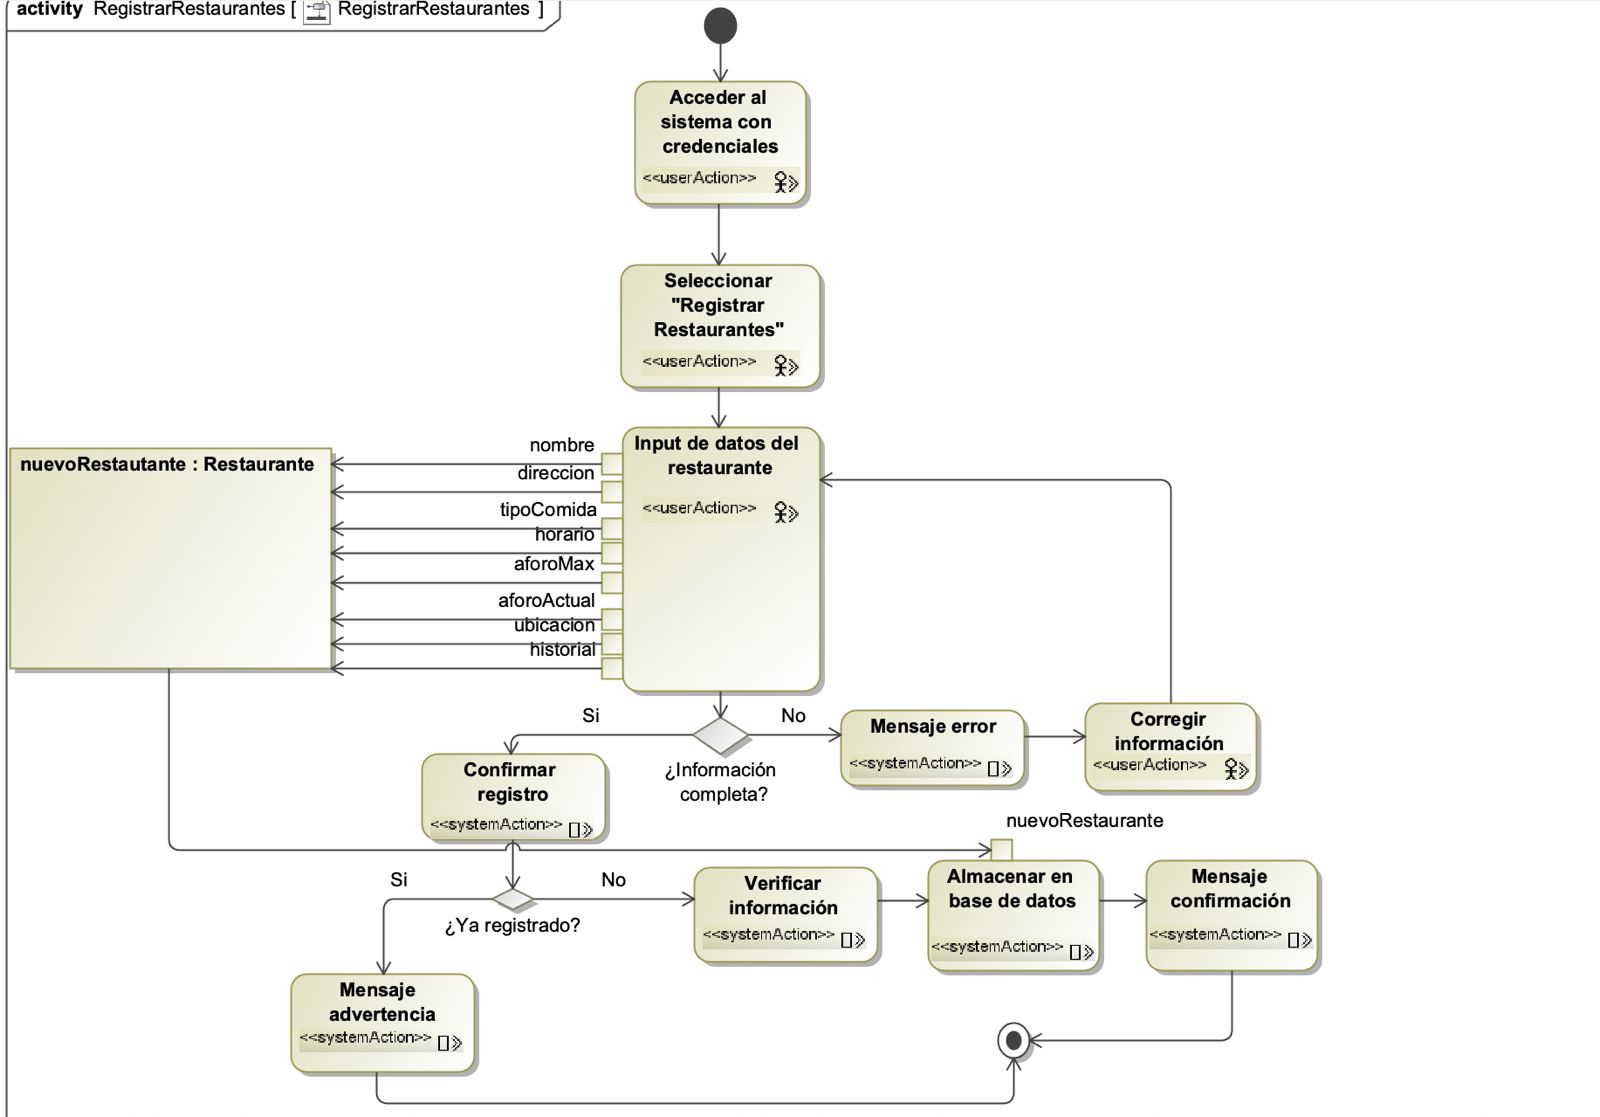 activity RegistrarRestaurantes [ RegistrarRestaurantes ]
Acceder al
sistema con
credenciales
<<userAction>>
Seleccionar
"Registrar
Restaurantes"
<<userAction>>
Input de datos del
restaurante
<<userAction>>
nombre
direccion
tipoComida
horario
aforoMax
aforoActual
ubicacion
historial
nuevoRestautante : Restaurante
Si
No
¿Información
completa?
Mensaje error
<<systemAction>>
Corregir
información
<<userAction>>
Confirmar
registro
<<systemAction>>
nuevoRestaurante
Si
No
¿Ya registrado?
Verificar
información
<<systemAction>>
Almacenar en
base de datos
<<systemAction>>
Mensaje
confirmación
<<systemAction>>
Mensaje
advertencia
<<systemAction>>